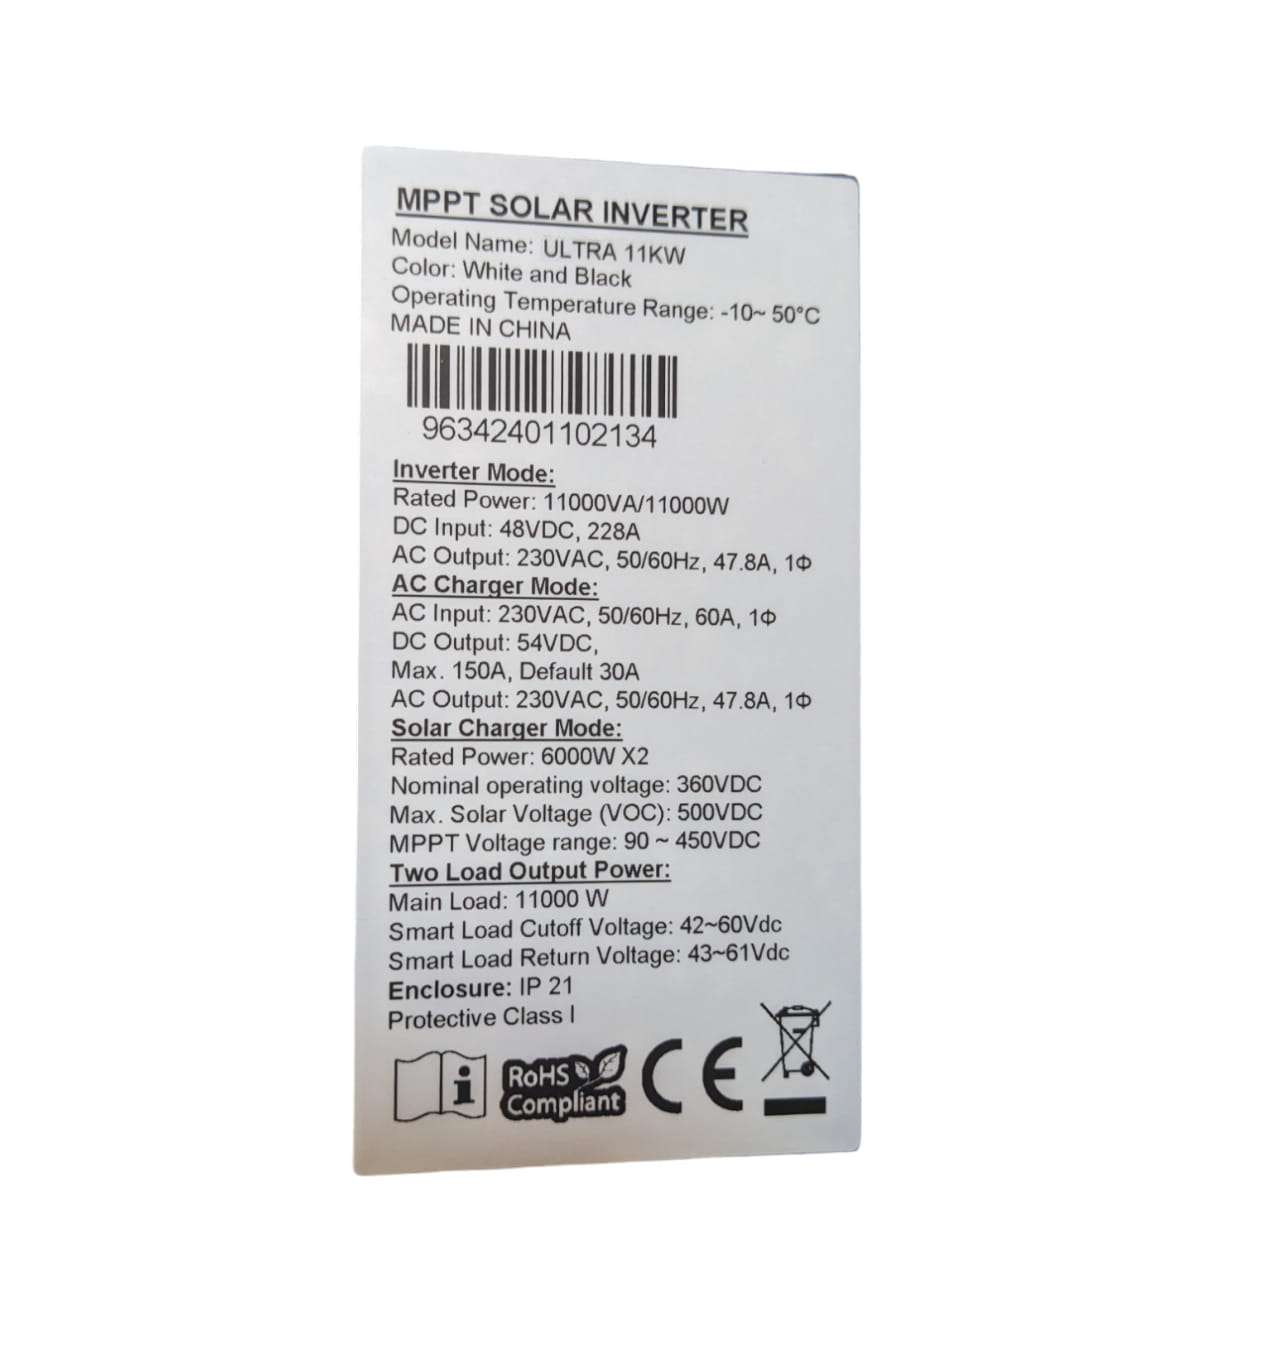 MPPT SOLAR INVERTER
Model Name: ULTRA 11KW
Color: White and Black
Operating Temperature Range: -10~ 50°C
MADE IN CHINA
96342401102134
Inverter Mode:
Rated Power: 11000VA/11000W
DC Input: 48VDC, 228A
AC Output: 230VAC, 50/60Hz, 47.8A, 1Φ
AC Charger Mode:
AC Input: 230VAC, 50/60Hz, 60A, 1Φ
DC Output: 54VDC,
Max. 150A, Default 30A
AC Output: 230VAC, 50/60Hz, 47.8A, 1Φ
Solar Charger Mode:
Rated Power: 6000W X2
Nominal operating voltage: 360VDC
Max. Solar Voltage (VOC): 500VDC
MPPT Voltage range: 90 ~ 450VDC
Two Load Output Power:
Main Load: 11000 W
Smart Load Cutoff Voltage: 42~60Vdc
Smart Load Return Voltage: 43~61Vdc
Enclosure: IP 21
Protective Class I
i
RoHS
Compliant
CE